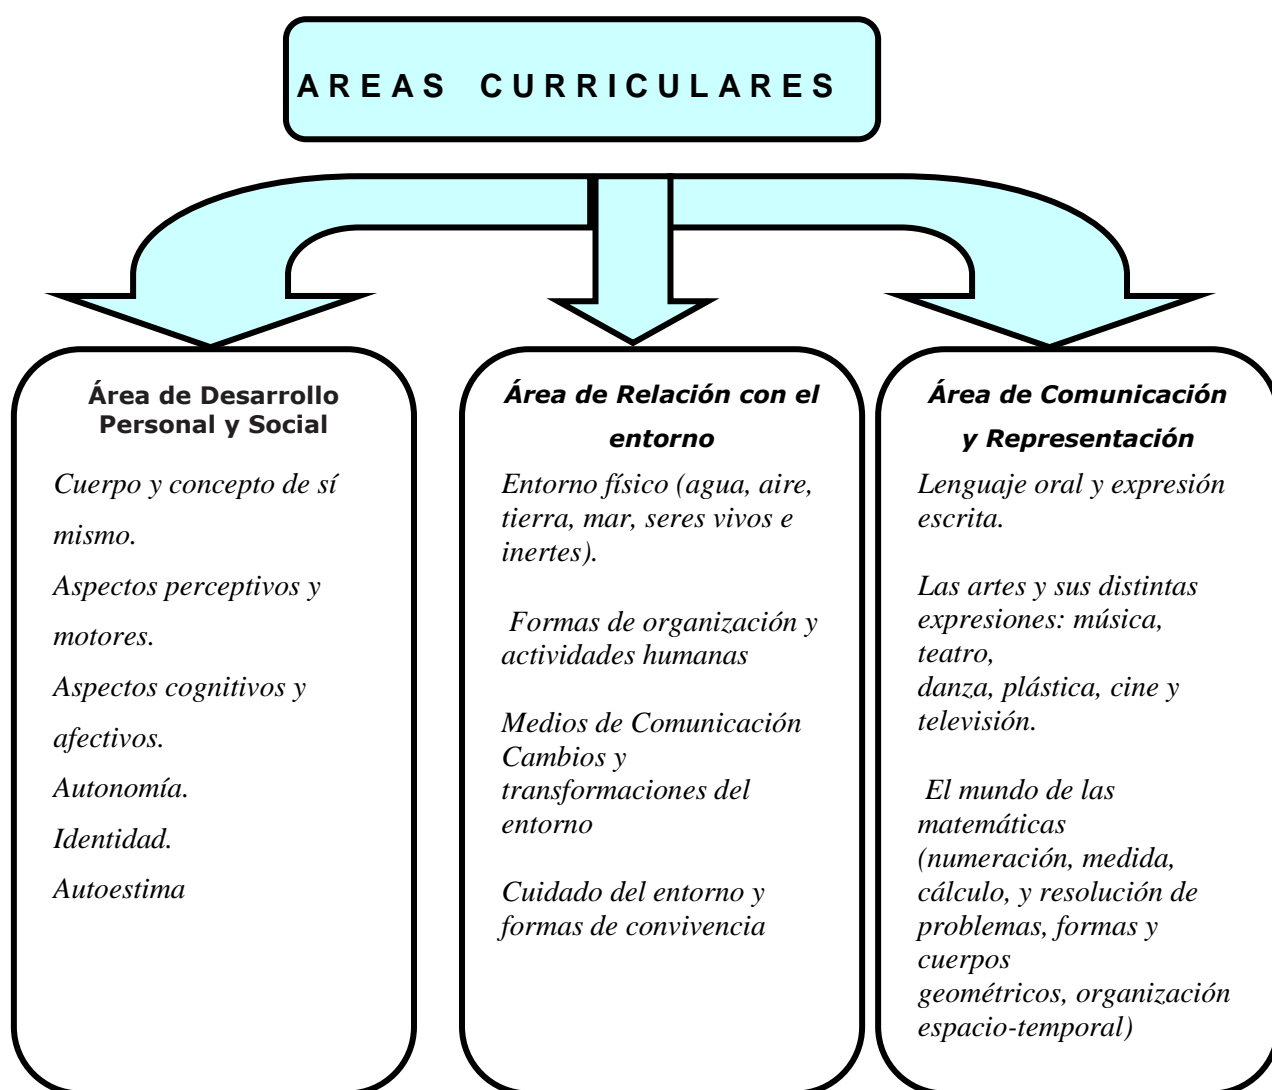 AREAS CURRICULARES
Área de Desarrollo
Personal y Social
Cuerpo y concepto de sí
mismo.
Aspectos perceptivos y
motores.
Aspectos cognitivos y
afectivos.
Autonomía.
Identidad.
Autoestima
Área de Relación con el
entorno
Entorno físico (agua, aire,
tierra, mar, seres vivos e
inertes).
Formas de organización y
actividades humanas
Medios de Comunicación
Cambios y
transformaciones del
entorno
Cuidado del entorno y
formas de convivencia
Área de Comunicación
y Representación
Lenguaje oral y expresión
escrita.
Las artes y sus distintas
expresiones: música,
teatro,
danza, plástica, cine y
televisión.
El mundo de las
matemáticas
(numeración, medida,
cálculo, y resolución de
problemas, formas y
cuerpos
geométricos, organización
espacio-temporal)